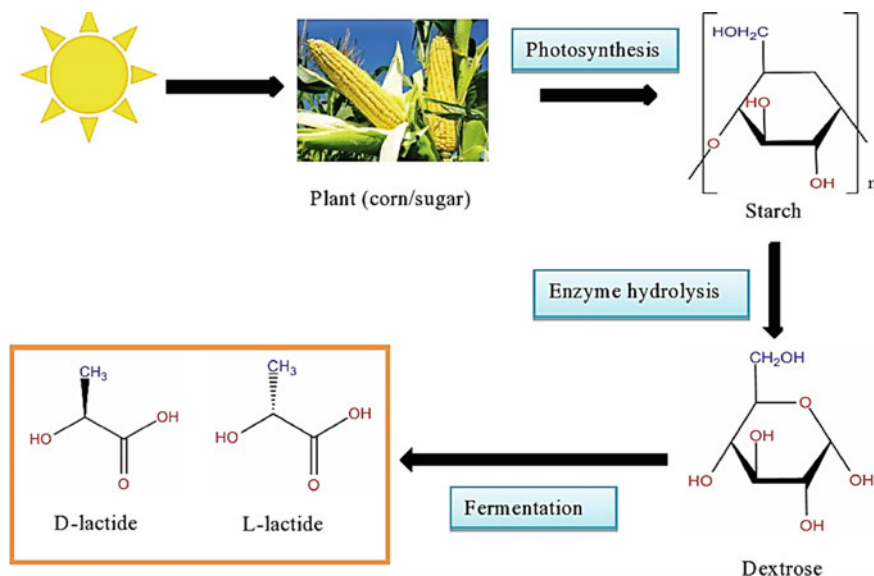 Photosynthesis
Plant (corn/sugar)
HOH₂C
HO
O
OH
n
Starch
Enzyme hydrolysis
CH₂OH
O
OH
HO
OH
OH
Dextrose
Fermentation
CH₃
HO
OH
O
D-lactide
CH₃
HO
OH
O
L-lactide